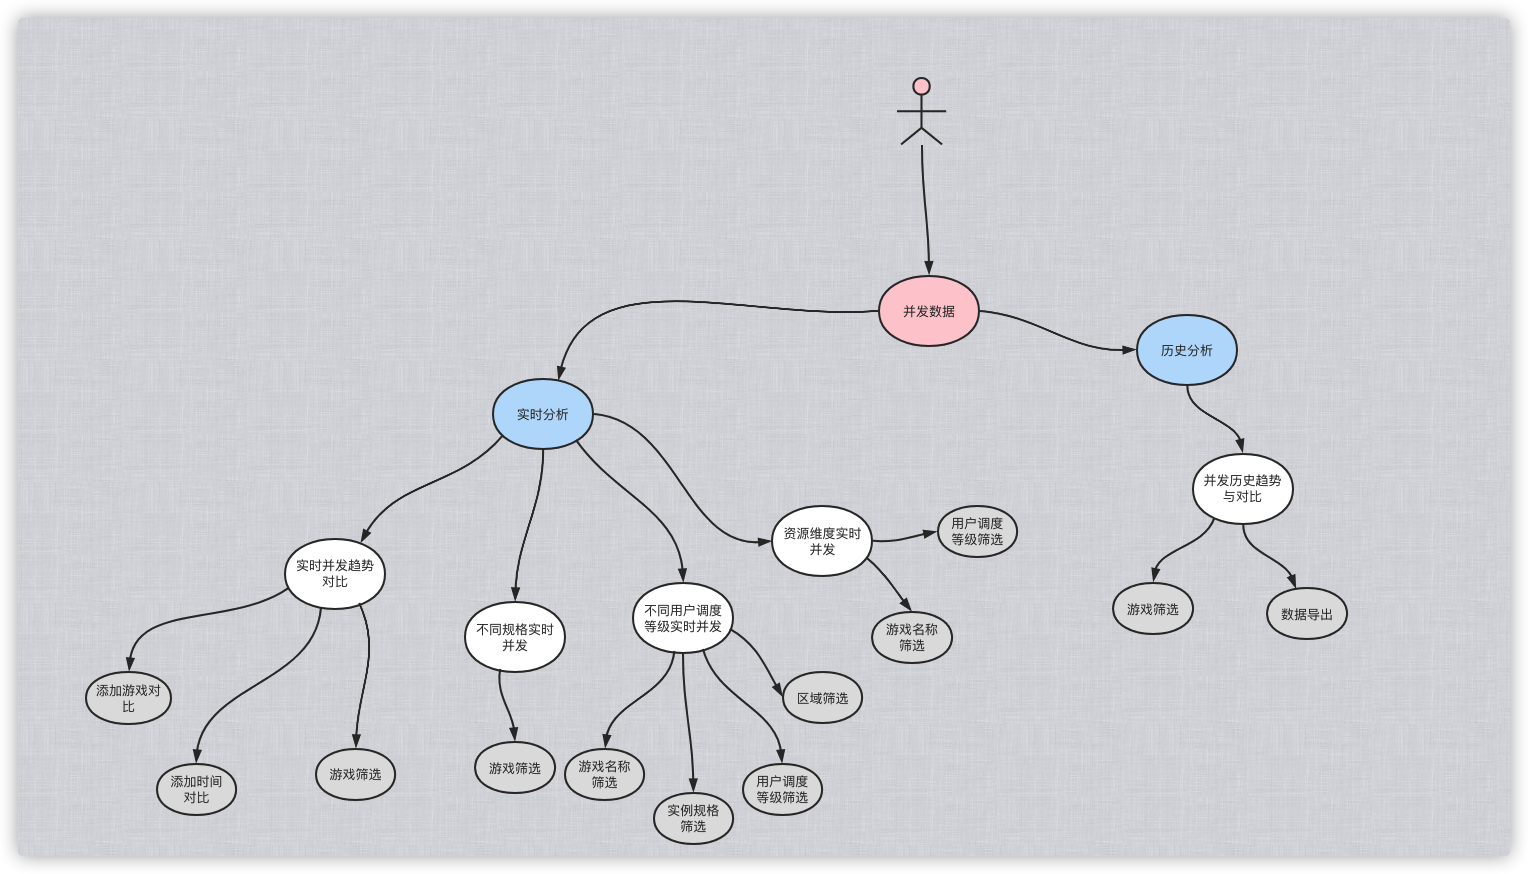 并发数据
历史分析
实时分析
并发历史趋势
与对比
资源维度实时
并发
用户调度
等级筛选
实时并发趋势
对比
不同规格实时
并发
不同用户调度
等级实时并发
游戏名称
筛选
游戏筛选
数据导出
添加游戏对
比
区域筛选
添加时间
对比
游戏筛选
游戏筛选
游戏名称
筛选
实例规格
筛选
用户调度
等级筛选